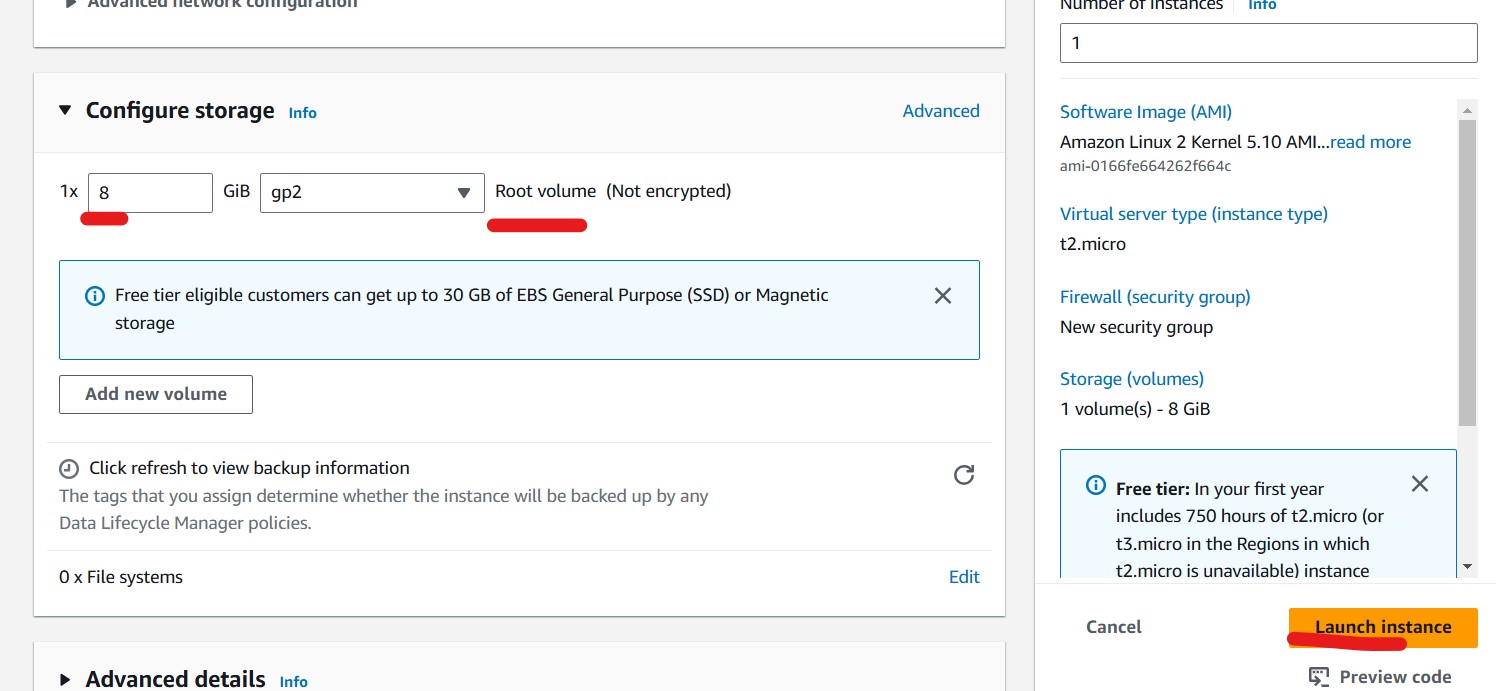 Advanced network configuration
Configure storage Info
Advanced
1x 8 GiB gp2 Root volume (Not encrypted)
Free tier eligible customers can get up to 30 GB of EBS General Purpose (SSD) or Magnetic
storage
Add new volume
Click refresh to view backup information
The tags that you assign determine whether the instance will be backed up by any
Data Lifecycle Manager policies.
0 x File systems
Edit
Advanced details Info
Number of instances Info
1
Software Image (AMI)
Amazon Linux 2 Kernel 5.10 AMI...read more
ami-0166fe664262f664c
Virtual server type (instance type)
t2.micro
Firewall (security group)
New security group
Storage (volumes)
1 volume(s) - 8 GiB
Free tier: In your first year
includes 750 hours of t2.micro (or
t3.micro in the Regions in which
t2.micro is unavailable) instance
Cancel
Launch instance
Preview code